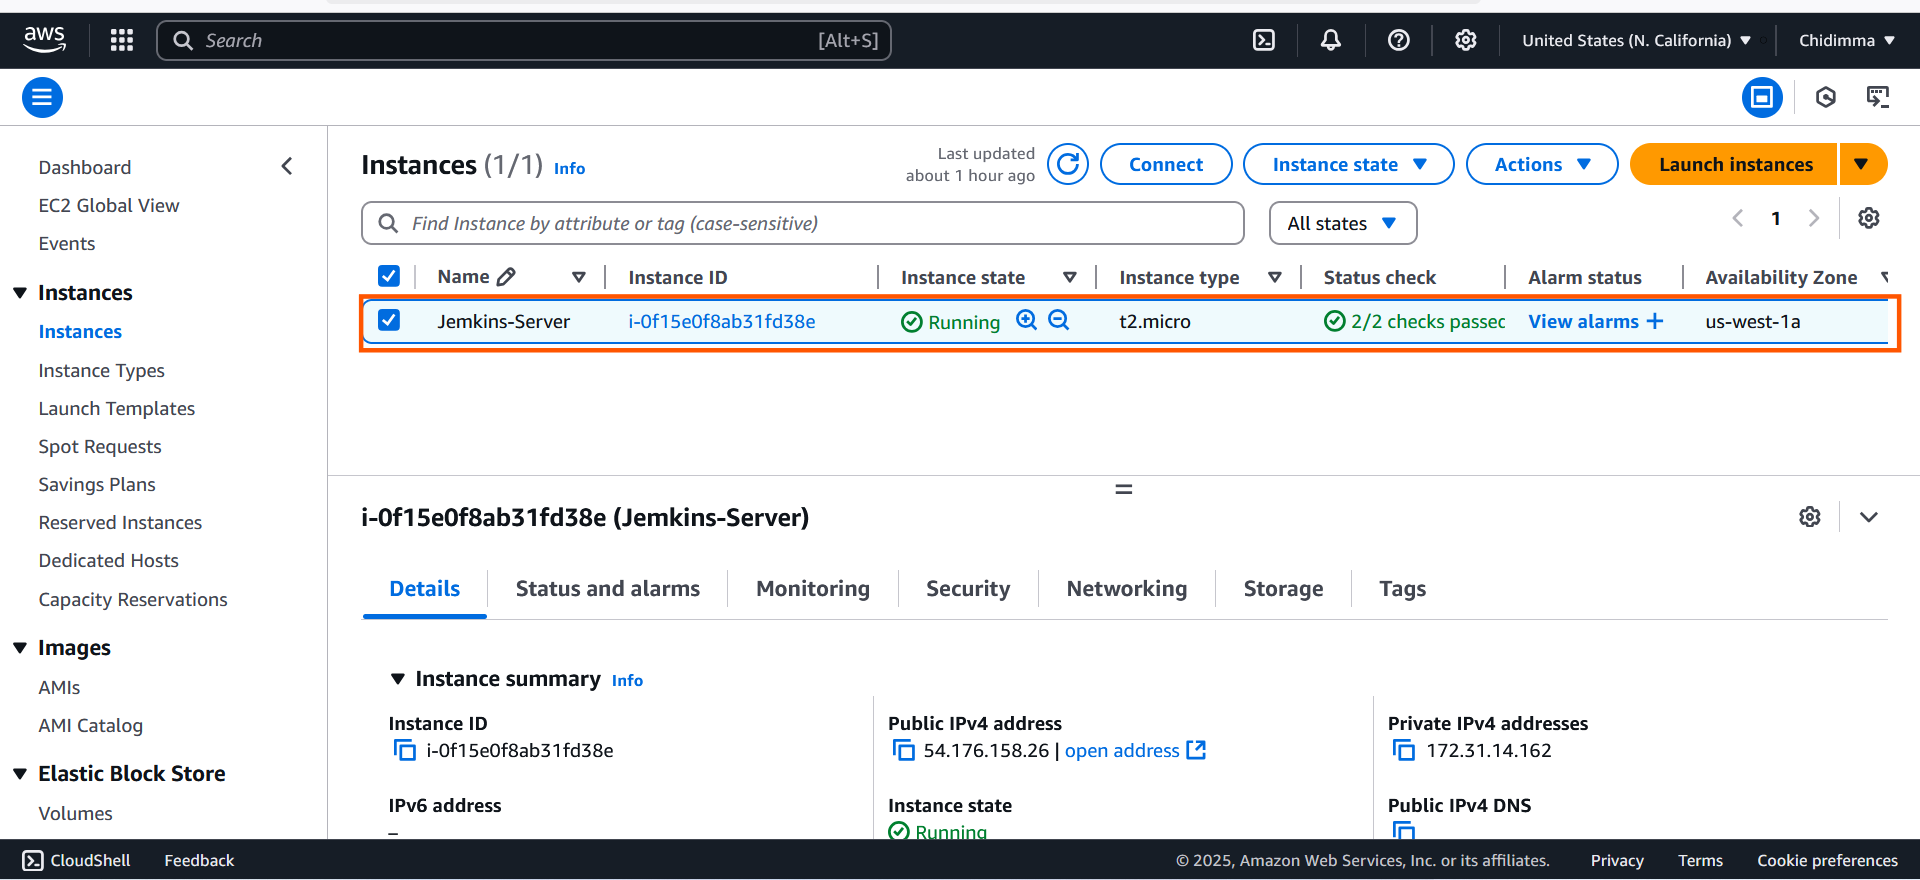 aws
Search
[Alt+S]
United States (N. California)
Chidimma
Dashboard
EC2 Global View
Events
Instances
Instances
Instance Types
Launch Templates
Spot Requests
Savings Plans
Reserved Instances
Dedicated Hosts
Capacity Reservations
Images
AMIs
AMI Catalog
Elastic Block Store
Volumes
Instances (1/1) Info
Last updated
about 1 hour ago
Connect
Instance state
Actions
Launch instances
Find Instance by attribute or tag (case-sensitive)
All states
1
Name Instance ID Instance state Instance type Status check Alarm status Availability Zone
Jemkins-Server i-0f15e0f8ab31fd38e Running t2.micro 2/2 checks passed View alarms + us-west-1a
i-0f15e0f8ab31fd38e (Jemkins-Server)
Details Status and alarms Monitoring Security Networking Storage Tags
Instance summary Info
Instance ID
i-0f15e0f8ab31fd38e
Public IPv4 address
54.176.158.26 | open address
Private IPv4 addresses
172.31.14.162
IPv6 address
–
Instance state
Running
Public IPv4 DNS
CloudShell Feedback © 2025, Amazon Web Services, Inc. or its affiliates. Privacy Terms Cookie preferences